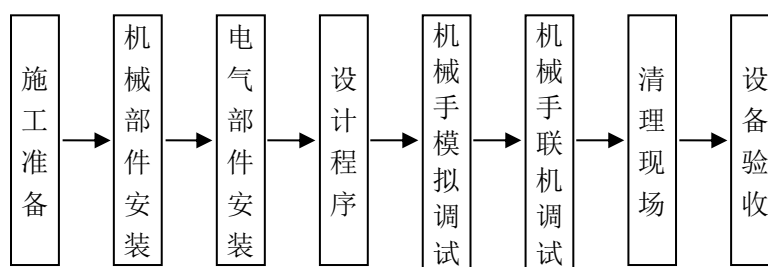 施工准备
机械部件安装
电气部件安装
设计程序
机械手模拟调试
机械手联机调试
清理现场
设备验收